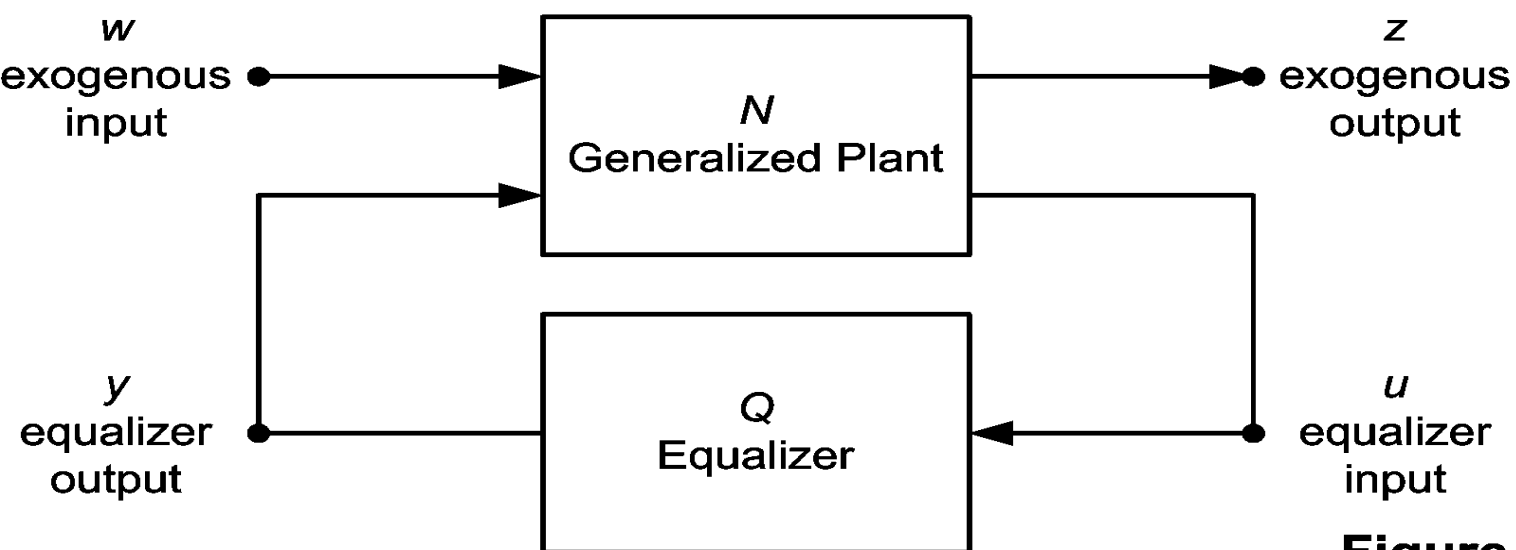 w
exogenous
input
N
Generalized Plant
z
exogenous
output
y
equalizer
output
Q
Equalizer
u
equalizer
input
Figure